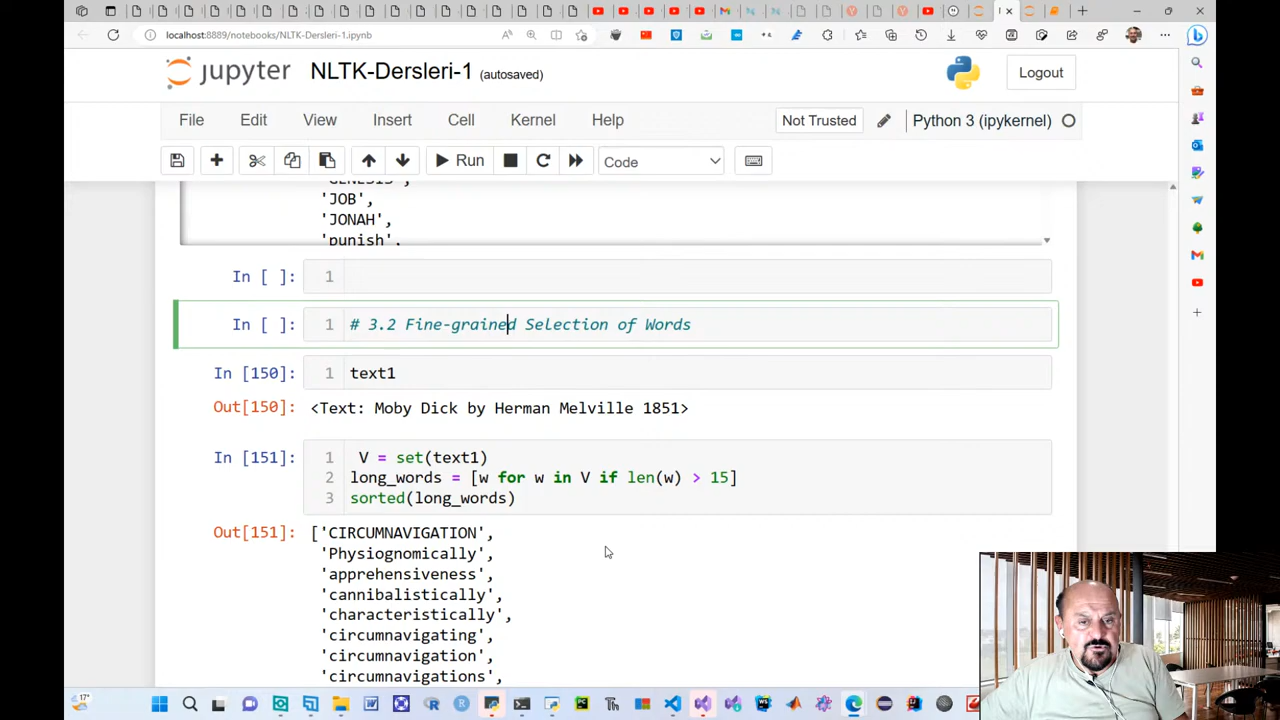 localhost:8889/notebooks/NLTK-Dersleri-1.ipynb
jupyter NLTK-Dersleri-1 (autosaved)
Logout
File Edit View Insert Cell Kernel Help
Not Trusted
Python 3 (ipykernel)
Run
Code
'GENESIS',
'JOB',
'JONAH',
'punish',
In [ ]: 1
In [ ]: 1 # 3.2 Fine-grained Selection of Words
In [150]: 1 text1
Out[150]: <Text: Moby Dick by Herman Melville 1851>
In [151]: 1 V = set(text1)
2 long_words = [w for w in V if len(w) > 15]
3 sorted(long_words)
Out[151]: ['CIRCUMNAVIGATION',
'Physiognomically',
'apprehensiveness',
'cannibalistically',
'characteristically',
'circumnavigating',
'circumnavigation',
'circumnavigations',
17°